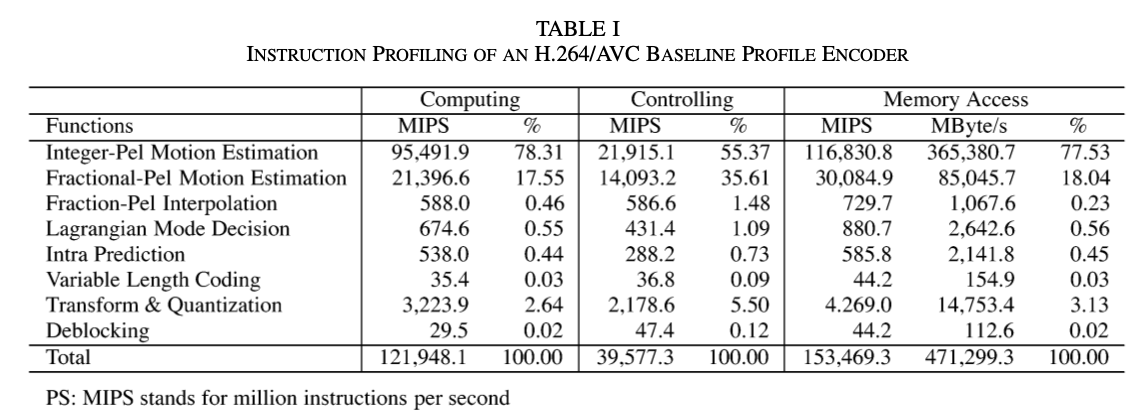 TABLE I
INSTRUCTION PROFILING OF AN H.264/AVC BASELINE PROFILE ENCODER
Computing Controlling Memory Access
Functions MIPS % MIPS % MIPS MByte/s %
Integer-Pel Motion Estimation 95,491.9 78.31 21,915.1 55.37 116,830.8 365,380.7 77.53
Fractional-Pel Motion Estimation 21,396.6 17.55 14,093.2 35.61 30,084.9 85,045.7 18.04
Fraction-Pel Interpolation 588.0 0.46 586.6 1.48 729.7 1,067.6 0.23
Lagrangian Mode Decision 674.6 0.55 431.4 1.09 880.7 2,642.6 0.56
Intra Prediction 538.0 0.44 288.2 0.73 585.8 2,141.8 0.45
Variable Length Coding 35.4 0.03 36.8 0.09 44.2 154.9 0.03
Transform & Quantization 3,223.9 2.64 2,178.6 5.50 4.269.0 14,753.4 3.13
Deblocking 29.5 0.02 47.4 0.12 44.2 112.6 0.02
Total 121,948.1 100.00 39,577.3 100.00 153,469.3 471,299.3 100.00
PS: MIPS stands for million instructions per second